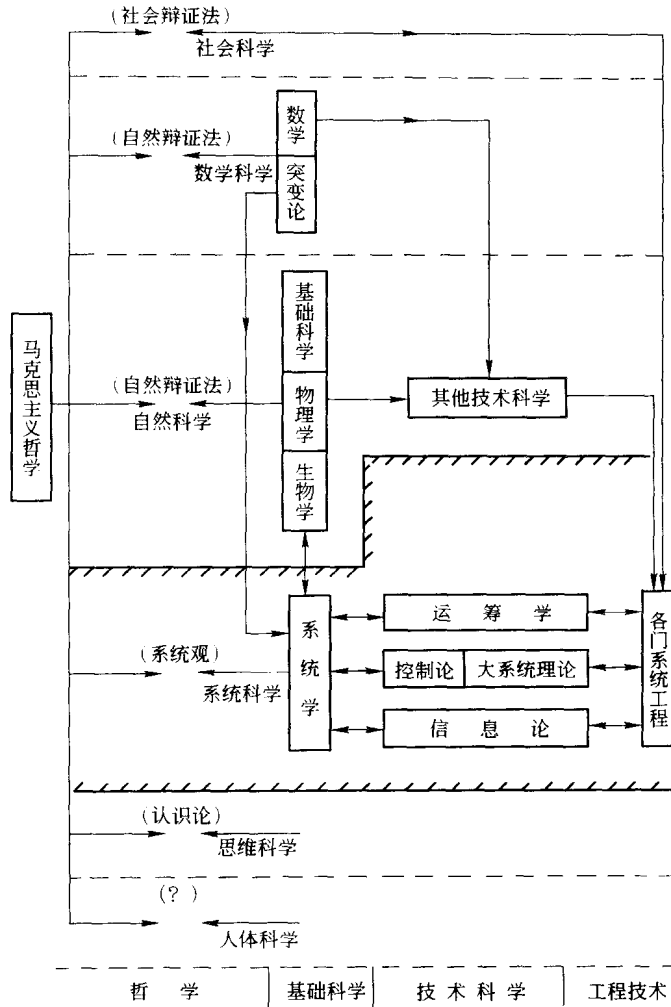 (社会辩证法)
社会科学
(自然辩证法)
数学科学
数学
突变论
马克思主义哲学
(自然辩证法)
自然科学
基础科学
物理学
生物学
其他技术科学
(系统观)
系统科学
系统学
运筹学
控制论
大系统理论
信息论
各门系统工程
(认识论)
思维科学
(?)
人体科学
哲学
基础科学
技术科学
工程技术